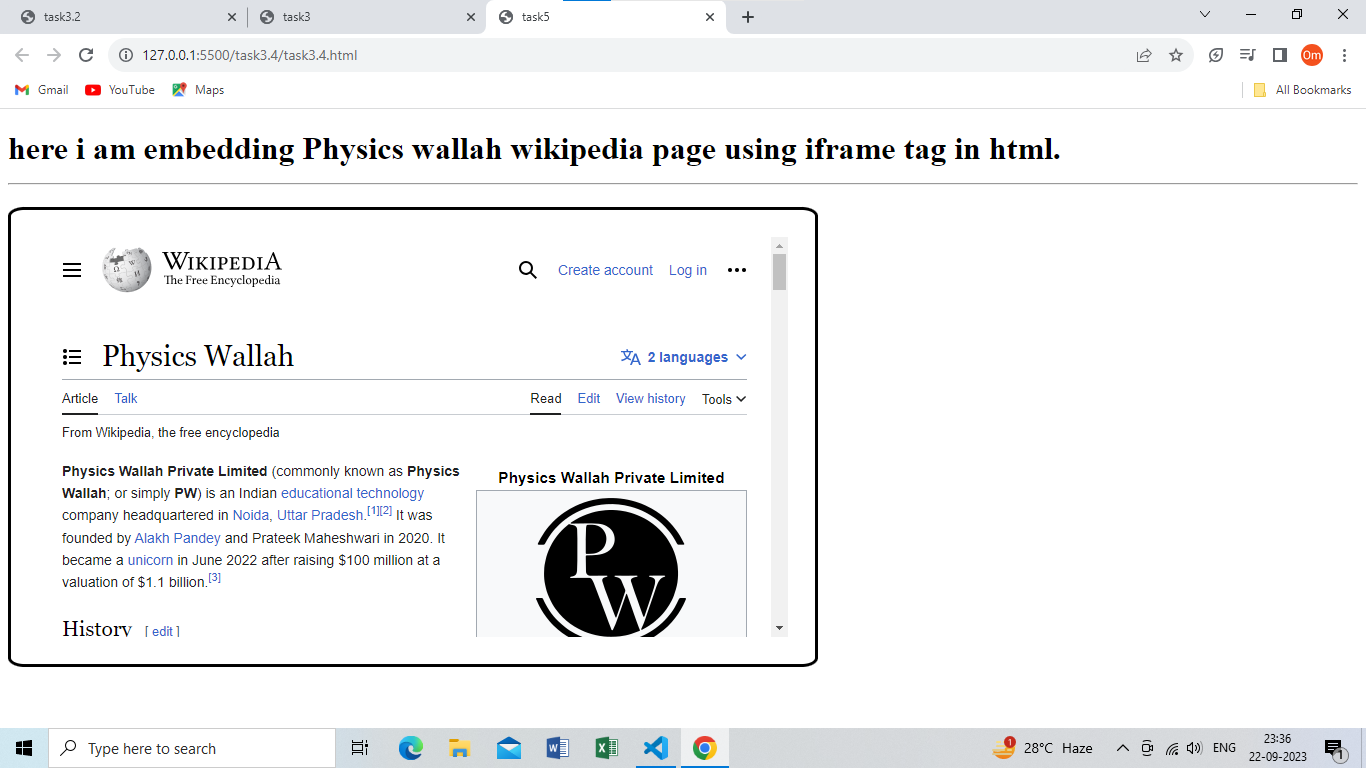 task3.2
task3
task5
127.0.0.1:5500/task3.4/task3.4.html
Om
Gmail
YouTube
Maps
All Bookmarks
here i am embedding Physics wallah wikipedia page using iframe tag in html.
WIKIPEDIA
The Free Encyclopedia
Create account
Log in
Physics Wallah
2 languages
Article
Talk
Read
Edit
View history
Tools
From Wikipedia, the free encyclopedia
Physics Wallah Private Limited (commonly known as Physics
Wallah; or simply PW) is an Indian educational technology
company headquartered in Noida, Uttar Pradesh.[1][2] It was
founded by Alakh Pandey and Prateek Maheshwari in 2020. It
became a unicorn in June 2022 after raising $100 million at a
valuation of $1.1 billion.[3]
Physics Wallah Private Limited
PW
History [ edit ]
Type here to search
1
28°C Haze
ENG
23:36
22-09-2023
1